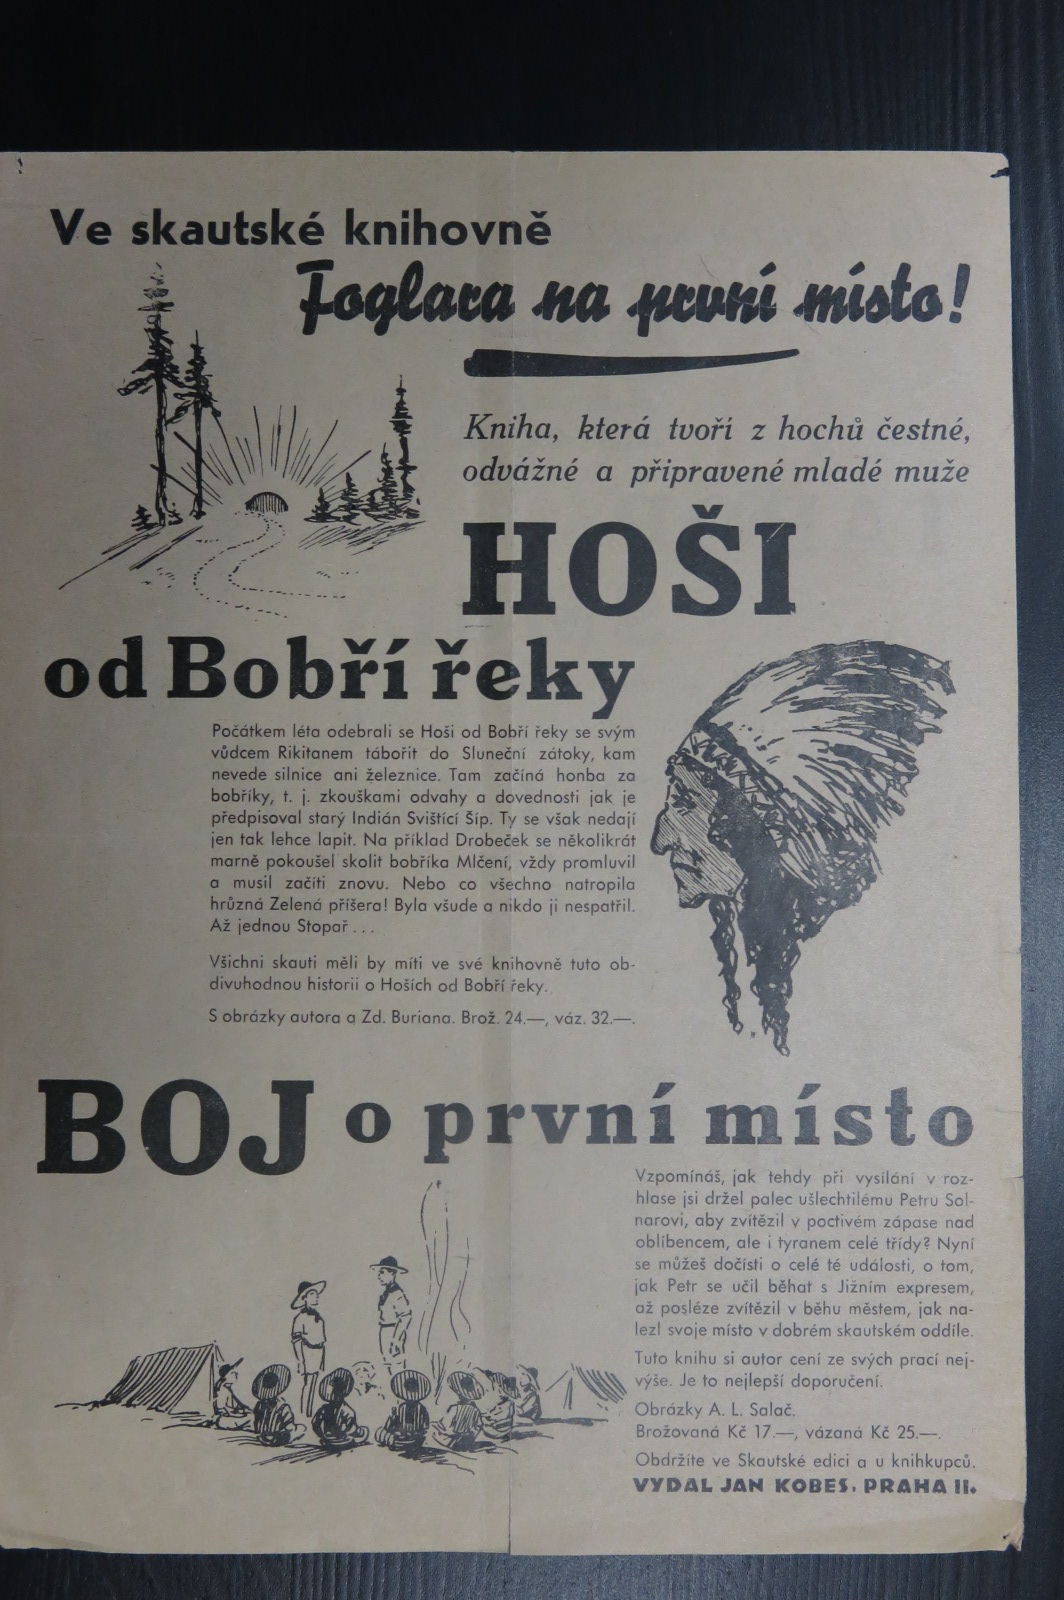 Ve skautské knihovně
Foglara na první místo!
Kniha, která tvoří z hochů čestné,
odvážné a připravené mladé muže
HOŠI
od Bobří řeky
Počátkem léta odebrali se Hoši od Bobří řeky se svým
vůdcem Rikitanem tábořit do Sluneční zátoky, kam
nevede silnice ani železnice. Tam začíná honba za
bobříky, t. j. zkouškami odvahy a dovednosti jak je
předpisoval starý Indián Svištící Šíp. Ty se však nedají
jen tak lehce lapit. Na příklad Drobeček se několikrát
marně pokoušel skolit bobříka Mlčení, vždy promluvil
a musil začíti znovu. Nebo co všechno natropila
hrůzná Zelená příšera! Byla všude a nikdo ji nespatřil.
Až jednou Stopař...
Všichni skauti měli by míti ve své knihovně tuto ob-
divuhodnou historii o Hoších od Bobří řeky.
S obrázky autora a Zd. Buriana. Brož. 24.—, váz. 32.—.
BOJ o první místo
Vzpomínáš, jak tehdy při vysílání v roz-
hlase jsi držel palec ušlechtilému Petru Sol-
narovi, aby zvítězil v poctivém zápase nad
oblíbencem, ale i tyranem celé třídy? Nyní
se můžeš dočísti o celé té události, o tom,
jak Petr se učil běhat s Jižním expresem,
až posléze zvítězil v běhu městem, jak na-
lezl svoje místo v dobrém skautském oddíle.
Tuto knihu si autor cení ze svých prací nej-
výše. Je to nejlepší doporučení.
Obrázky A. L. Salač.
Brožovaná Kč 17.—, vázaná Kč 25.—.
Obdržíte ve Skautské edici a u knihkupců.
VYDAL JAN KOBES, PRAHA II.